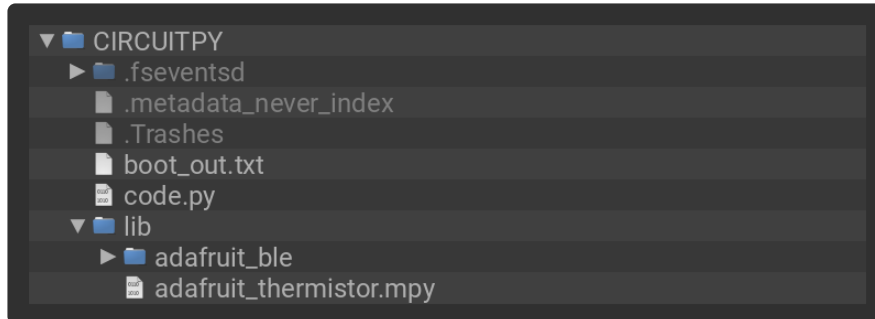 CIRCUITPY
.fseventsd
.metadata_never_index
.Trashes
boot_out.txt
code.py
lib
adafruit_ble
adafruit_thermistor.mpy